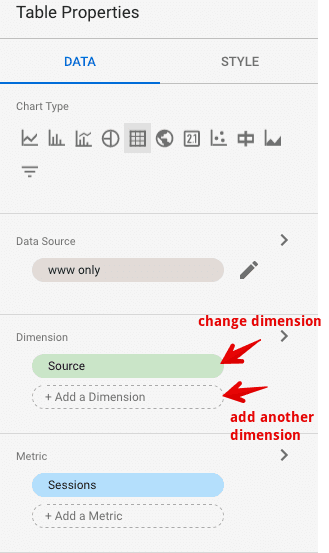 Table Properties
DATA STYLE
Chart Type
21
Data Source
www only
change dimension
Dimension
Source
+ Add a Dimension
add another
dimension
Metric
Sessions
+ Add a Metric